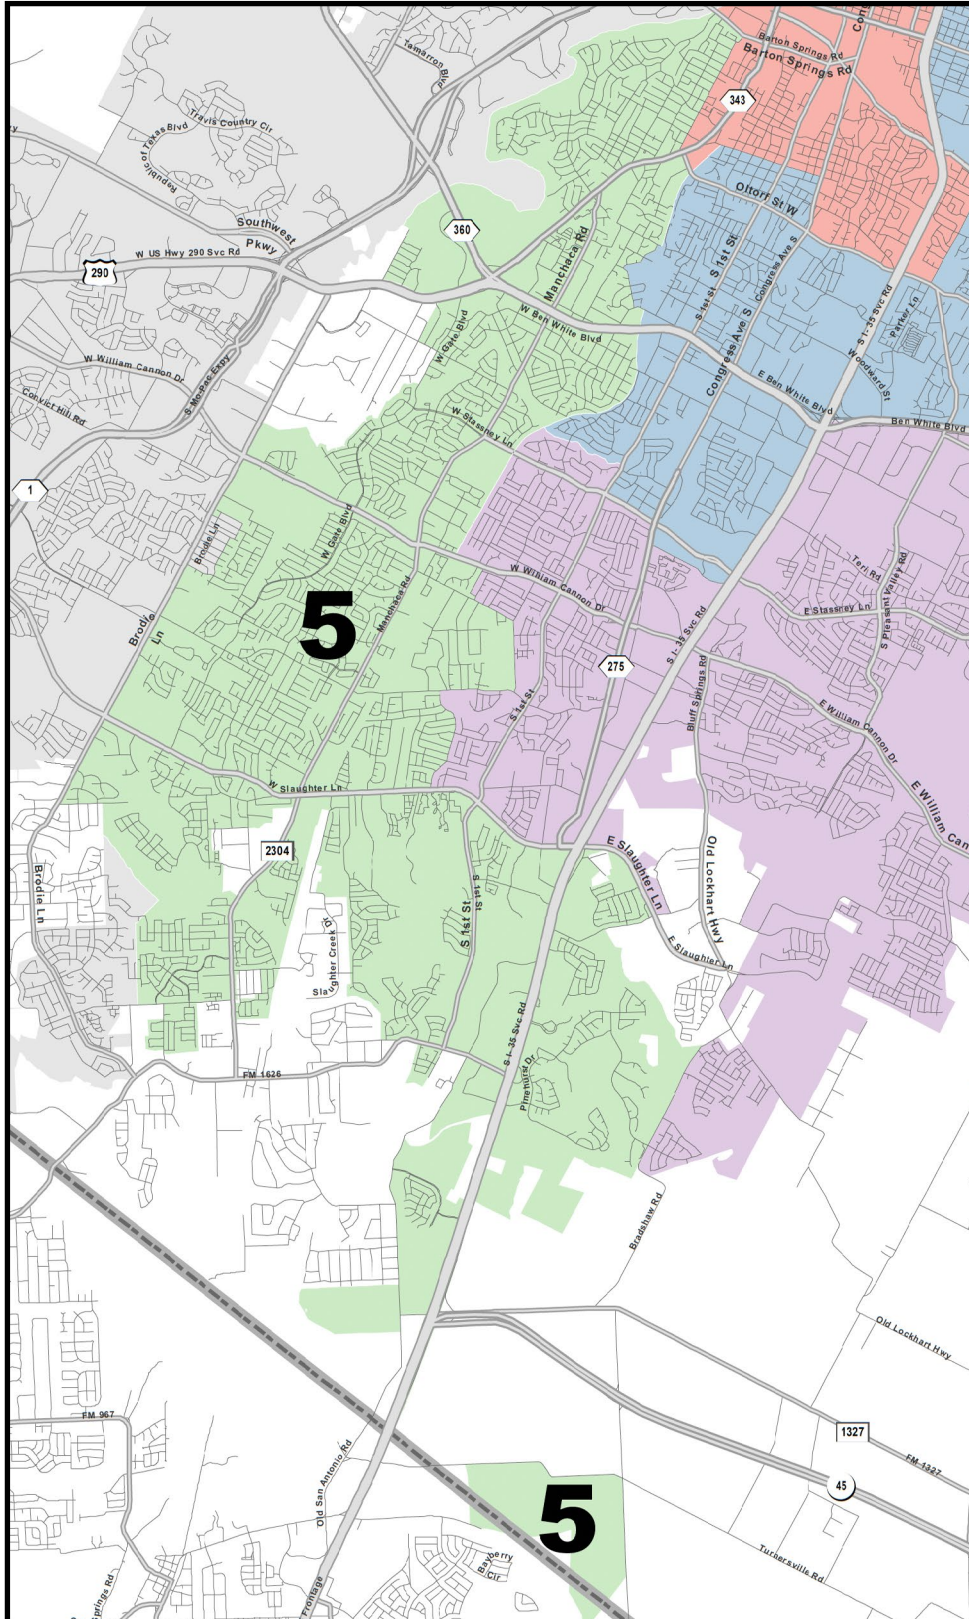 Cong
Barton Springs Rd
Barton Springs Rd
Tamarron Blvd
343
Travis Country Cir
Republic of Texas Blvd
Oltorf St W
Southwest
Pkwy
360
W US Hwy 290 Svc Rd
290
Manchaca Rd
S 1st St
S 1st St
Congress Ave S
Congress Ave S
S I- 35 Svc Rd
Parker Ln
W Ben White Blvd
W Gate Blvd
Woodward St
W William Cannon Dr
S Mo-Pac Expy
E Ben White Blvd
Convict Hill Rd
W Stassney Ln
Ben White Blvd
1
W Gate Blvd
Brodie Ln
Teri Rd
W William Cannon Dr
Manchaca Rd
E Stassney Ln
S Pleasant Valley Rd
5
Brodie
Ln
S I- 35 Svc Rd
275
Bluff Springs Rd
S 1st St
E William Cannon Dr
W Slaughter Ln
E William Can
2304
E Slaughter Ln
Old Lockhart Hwy
Brodie Ln
S 1st St
S 1st St
Slaughter Creek Dr
E Slaughter Ln
S I- 35 Svc Rd
FM 1626
Pinehurst Dr
Bradshaw Rd
Old Lockhart Hwy
FM 967
1327
FM 1327
Old San Antonio Rd
45
5
Turnersville Rd
Bayberry
Cir
Frontage
prings Rd